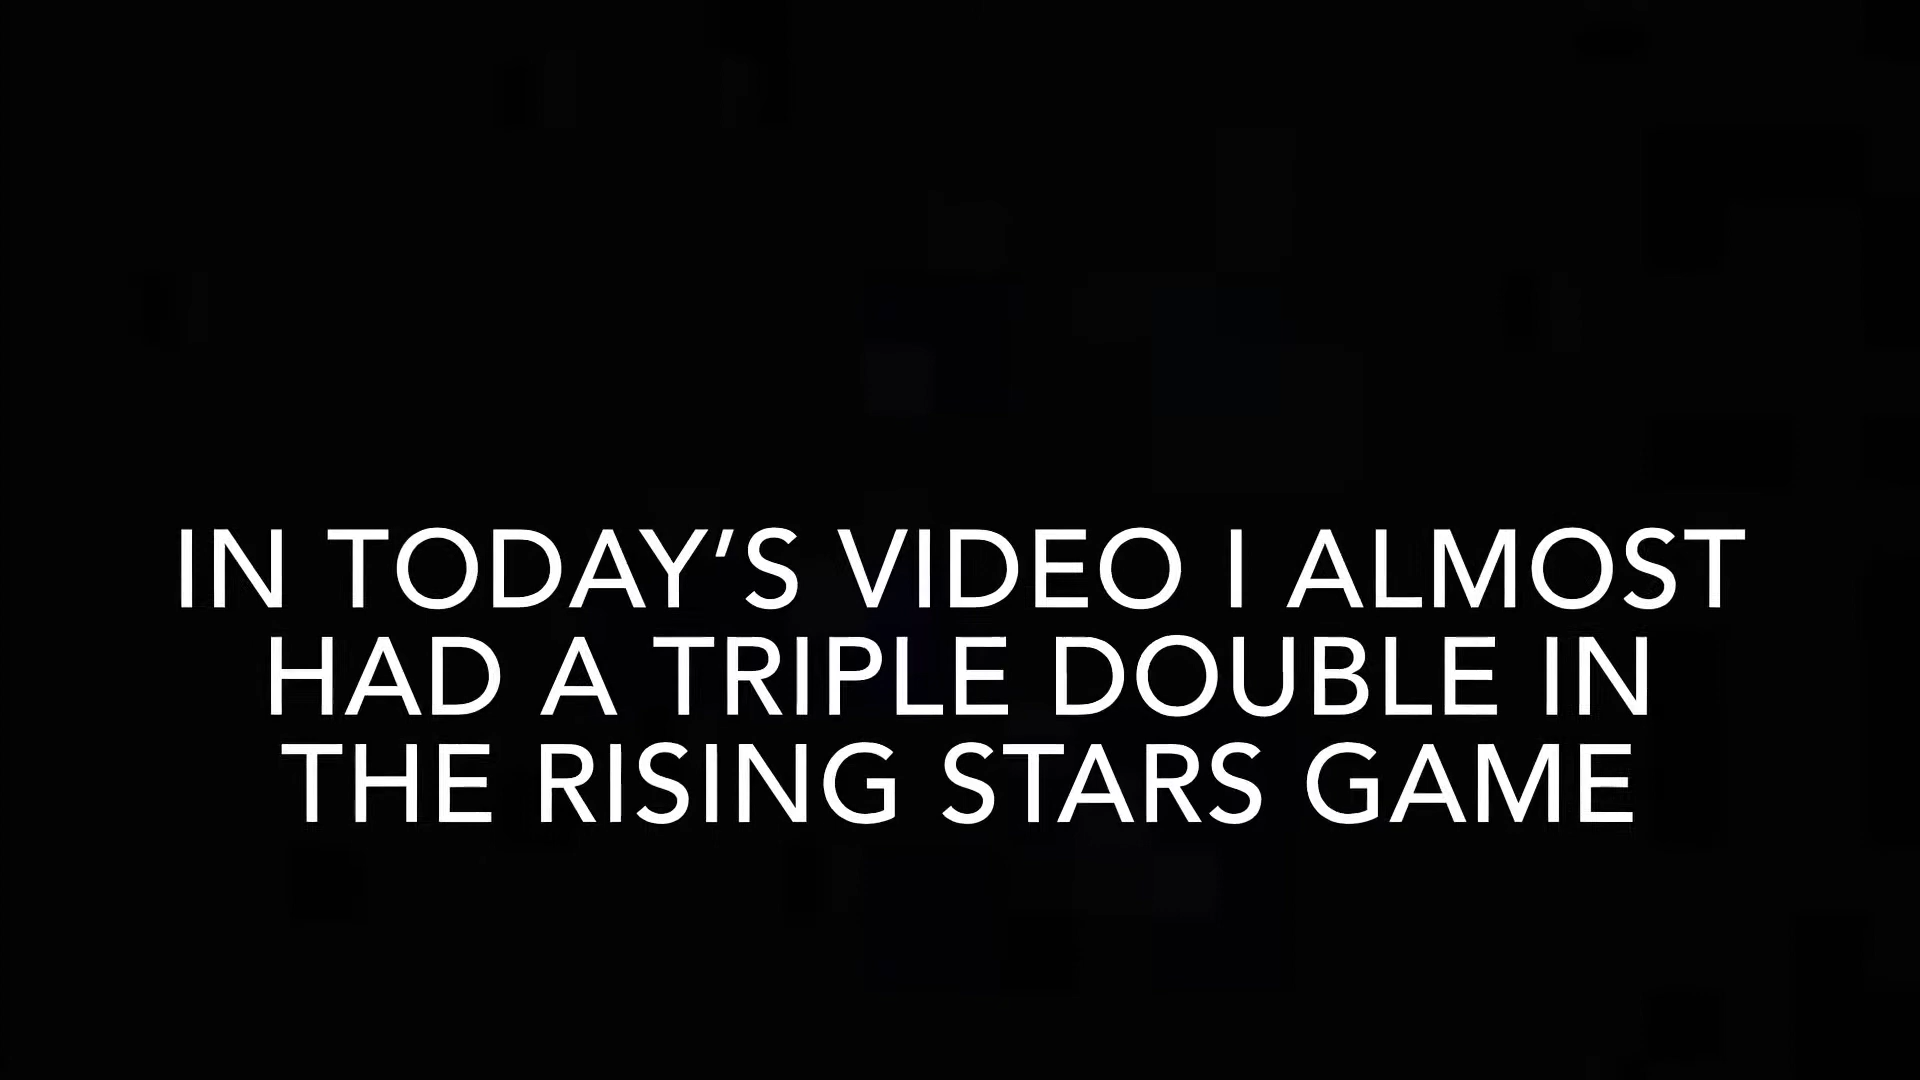 IN TODAY’S VIDEO I ALMOST
HAD A TRIPLE DOUBLE IN
THE RISING STARS GAME